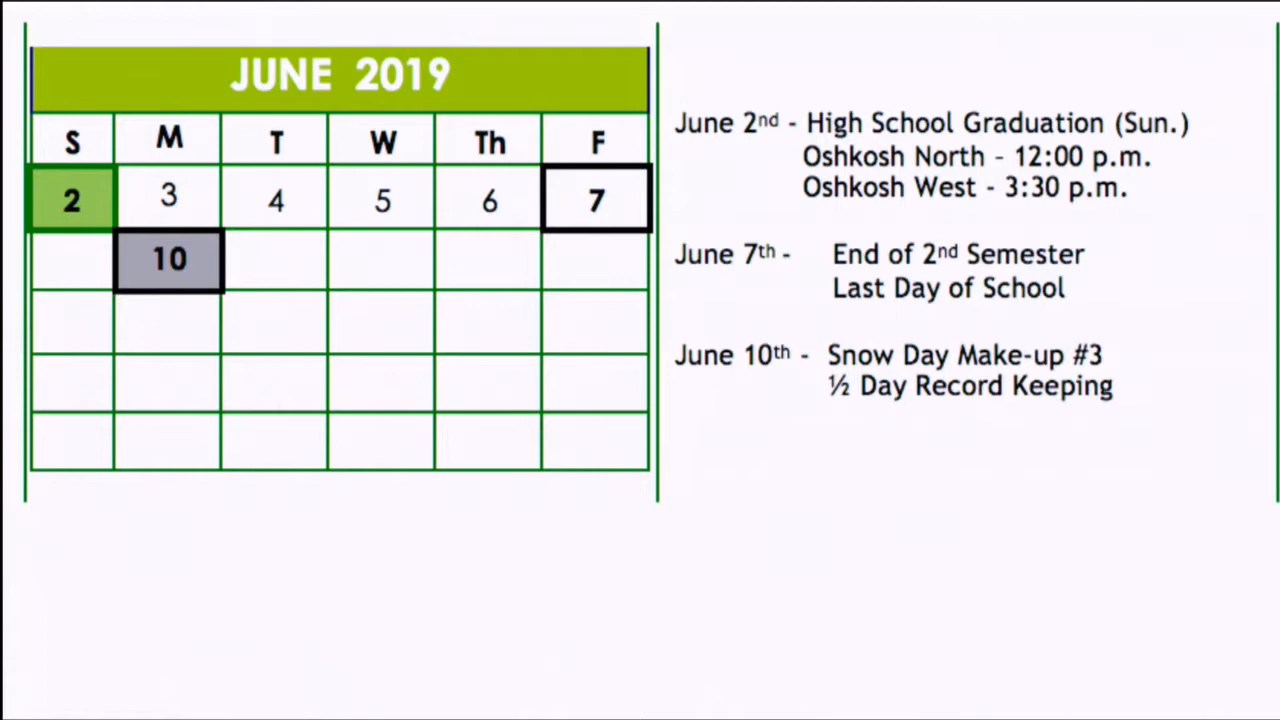 JUNE 2019
S M T W Th F
2 3 4 5 6 7
10
June 2nd - High School Graduation (Sun.)
Oshkosh North – 12:00 p.m.
Oshkosh West - 3:30 p.m.
June 7th - End of 2nd Semester
Last Day of School
June 10th - Snow Day Make-up #3
½ Day Record Keeping